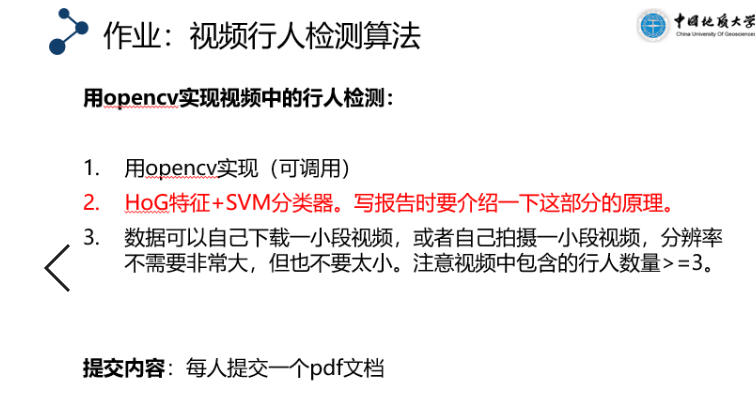 作业：视频行人检测算法
中国地质大学
China University Of Geosciences
用opencv实现视频中的行人检测：
1. 用opencv实现（可调用）
2. HoG特征+SVM分类器。写报告时要介绍一下这部分的原理。
3. 数据可以自己下载一小段视频，或者自己拍摄一小段视频，分辨率
不需要非常大，但也不要太小。注意视频中包含的行人数量>=3。
提交内容：每人提交一个pdf文档